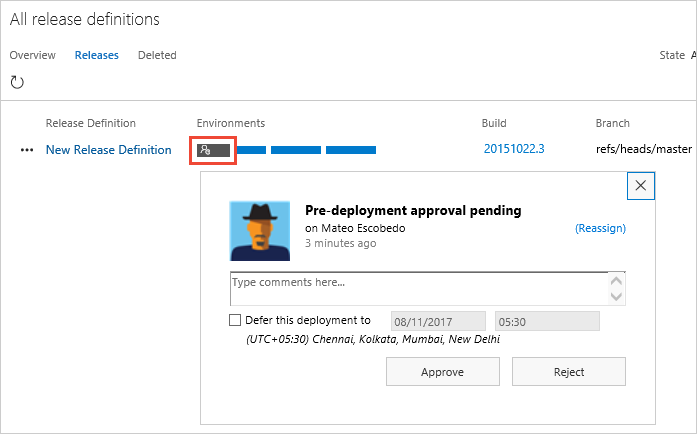 All release definitions
Overview Releases Deleted State A
Release Definition Environments Build Branch
... New Release Definition 20151022.3 refs/heads/master
Pre-deployment approval pending
on Mateo Escobedo (Reassign)
3 minutes ago
Type comments here...
Defer this deployment to 08/11/2017 05:30
(UTC+05:30) Chennai, Kolkata, Mumbai, New Delhi
Approve Reject